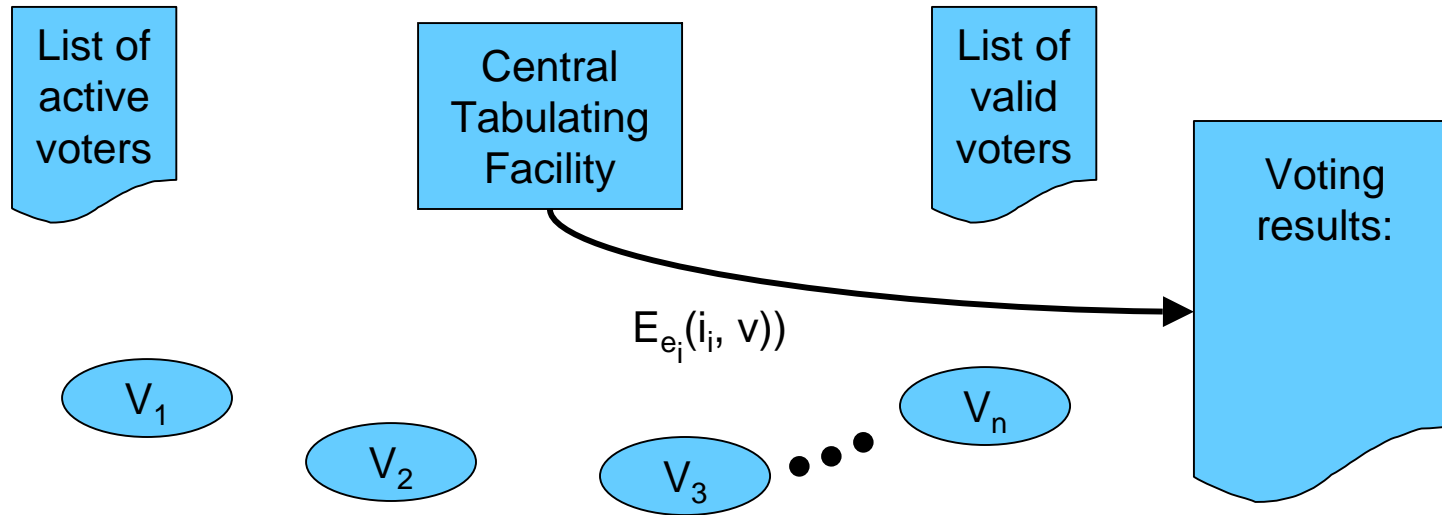 List of
active
voters
Central
Tabulating
Facility
List of
valid
voters
Voting
results:
E_{e_i}(i_i, v))
V_1
V_2
V_3
V_n